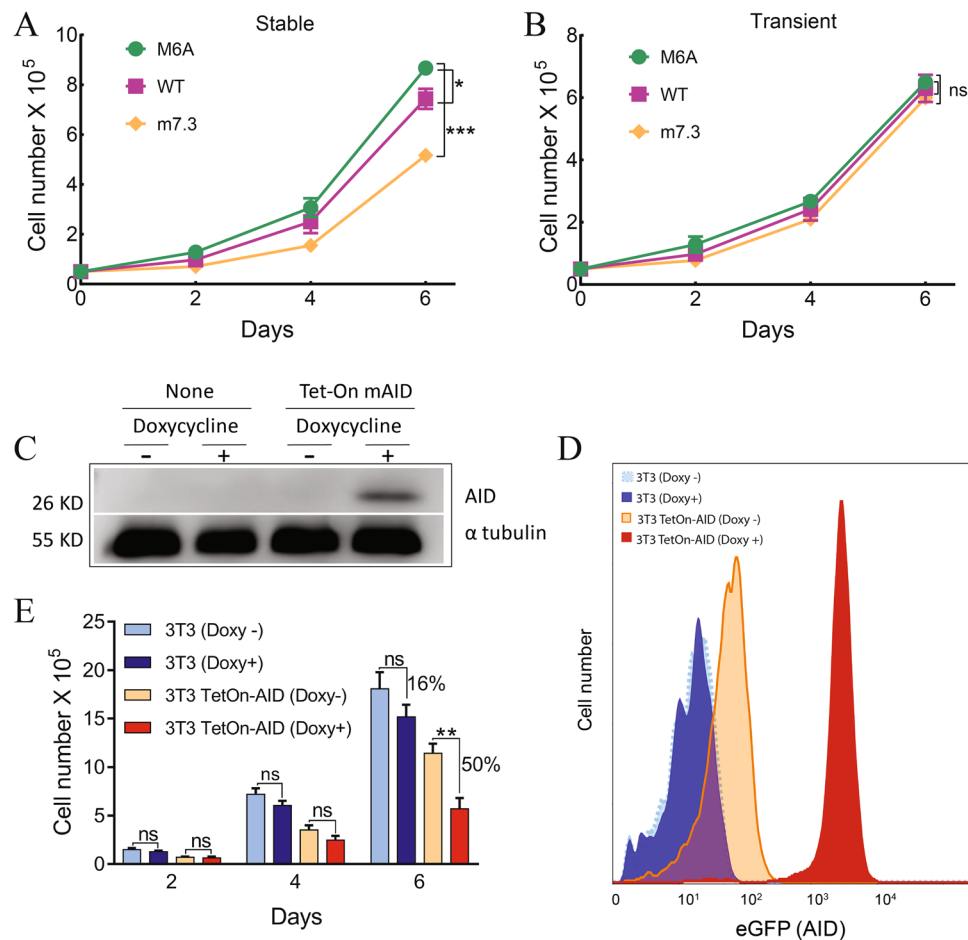 A
Stable
M6A
WT
m7.3
Cell number X 10⁵
10
8
6
4
2
0
*
***
0 2 4 6
Days
B
Transient
M6A
WT
m7.3
Cell number X 10⁵
8
6
4
2
0
ns
0 2 4 6
Days
C
None Tet-On mAID
Doxycycline Doxycycline
- + - +
26 KD AID
55 KD α tubulin
D
3T3 (Doxy -)
3T3 (Doxy+)
3T3 TetOn-AID (Doxy -)
3T3 TetOn-AID (Doxy +)
Cell number
0 10¹ 10² 10³ 10⁴
eGFP (AID)
E
3T3 (Doxy -)
3T3 (Doxy+)
3T3 TetOn-AID (Doxy-)
3T3 TetOn-AID (Doxy+)
Cell number X 10⁵
25
20
15
10
5
0
ns ns
ns ns
ns 16%
** 50%
2 4 6
Days